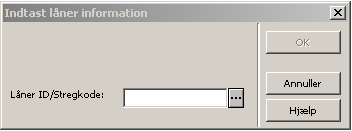 Indtast låner information
OK
Låner ID/Stregkode:
...
Annuller
Hjælp